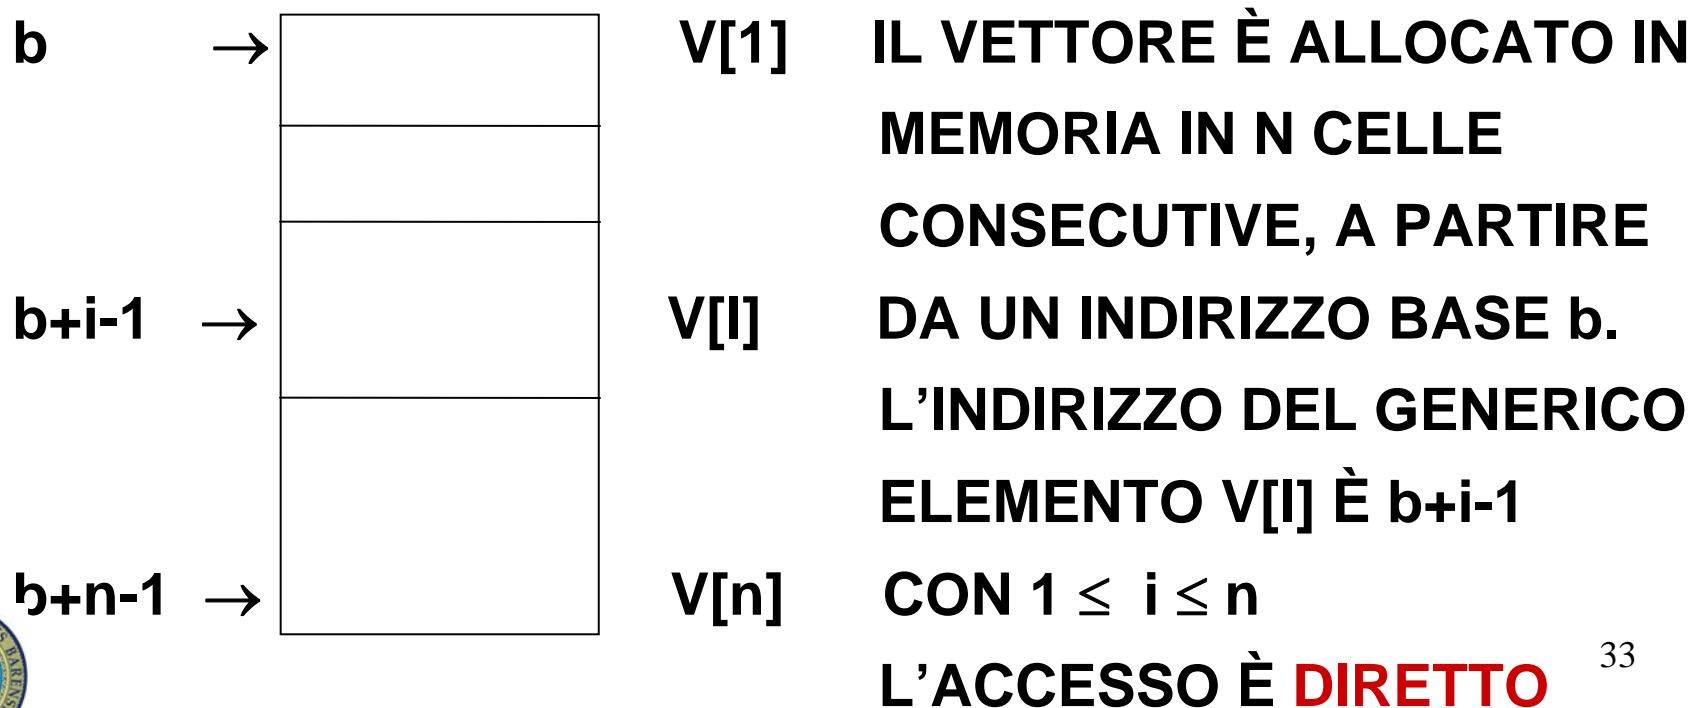 b → V[1] IL VETTORE È ALLOCATO IN
MEMORIA IN N CELLE
CONSECUTIVE, A PARTIRE
b+i-1 → V[I] DA UN INDIRIZZO BASE b.
L’INDIRIZZO DEL GENERICO
ELEMENTO V[I] È b+i-1
b+n-1 → V[n] CON 1 ≤ i ≤ n
L’ACCESSO È DIRETTO
33